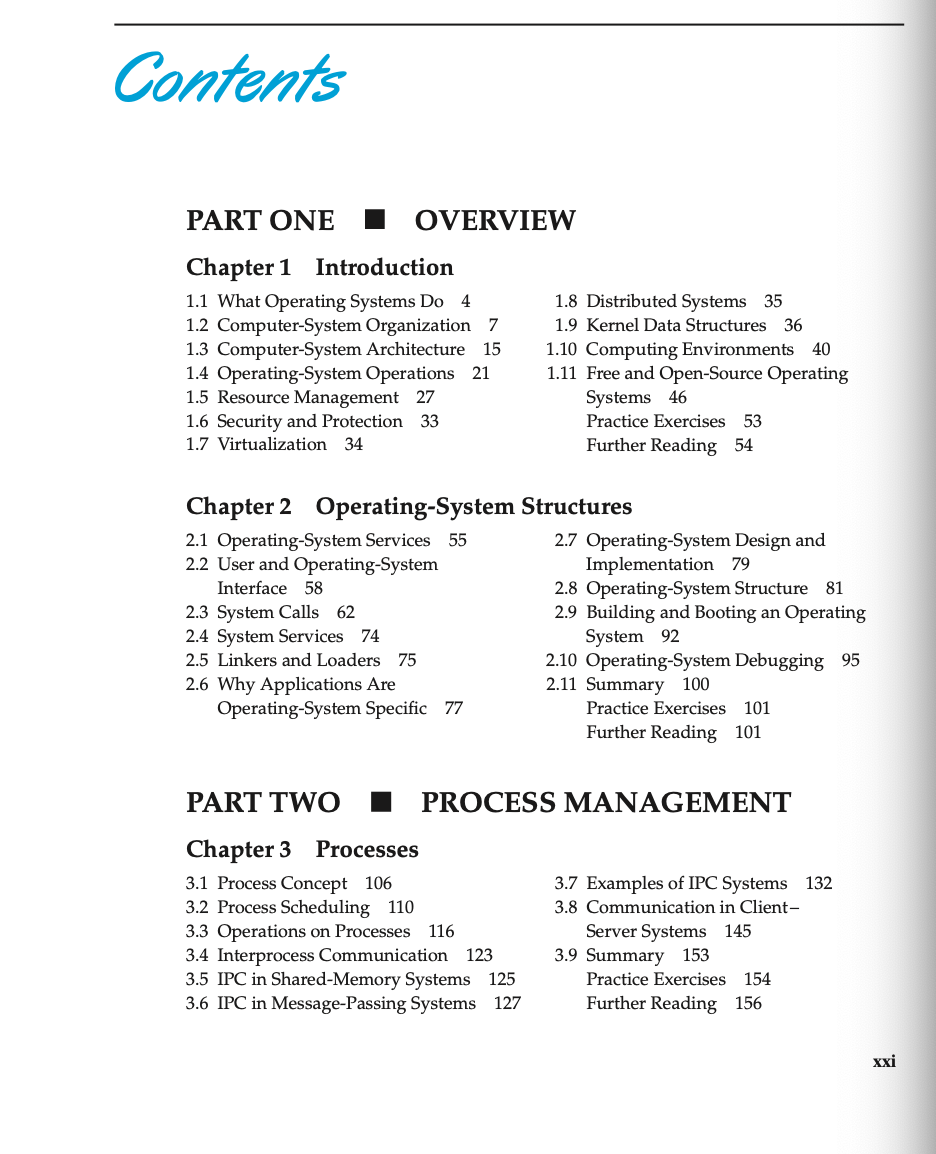 Contents
PART ONE ■ OVERVIEW
Chapter 1 Introduction
1.1 What Operating Systems Do 4
1.2 Computer-System Organization 7
1.3 Computer-System Architecture 15
1.4 Operating-System Operations 21
1.5 Resource Management 27
1.6 Security and Protection 33
1.7 Virtualization 34
1.8 Distributed Systems 35
1.9 Kernel Data Structures 36
1.10 Computing Environments 40
1.11 Free and Open-Source Operating
Systems 46
Practice Exercises 53
Further Reading 54
Chapter 2 Operating-System Structures
2.1 Operating-System Services 55
2.2 User and Operating-System
Interface 58
2.3 System Calls 62
2.4 System Services 74
2.5 Linkers and Loaders 75
2.6 Why Applications Are
Operating-System Specific 77
2.7 Operating-System Design and
Implementation 79
2.8 Operating-System Structure 81
2.9 Building and Booting an Operating
System 92
2.10 Operating-System Debugging 95
2.11 Summary 100
Practice Exercises 101
Further Reading 101
PART TWO ■ PROCESS MANAGEMENT
Chapter 3 Processes
3.1 Process Concept 106
3.2 Process Scheduling 110
3.3 Operations on Processes 116
3.4 Interprocess Communication 123
3.5 IPC in Shared-Memory Systems 125
3.6 IPC in Message-Passing Systems 127
3.7 Examples of IPC Systems 132
3.8 Communication in Client–
Server Systems 145
3.9 Summary 153
Practice Exercises 154
Further Reading 156
xxi